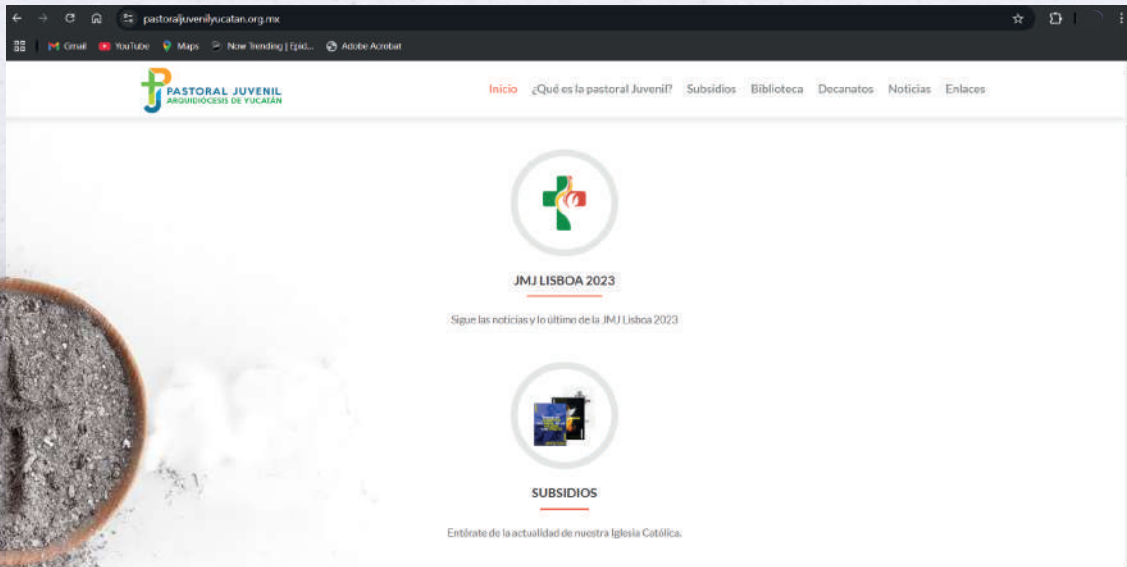 pastoraljuvenilyucatan.org.mx
Gmail YouTube Maps Now Trending | Epid... Adobe Acrobat
PASTORAL JUVENIL
ARQUIDIÓCESIS DE YUCATÁN
Inicio ¿Qué es la pastoral Juvenil? Subsidios Biblioteca Decanatos Noticias Enlaces
JMJ LISBOA 2023
Sigue las noticias y lo último de la JMJ Lisboa 2023
SUBSIDIOS
Entérate de la actualidad de nuestra Iglesia Católica.